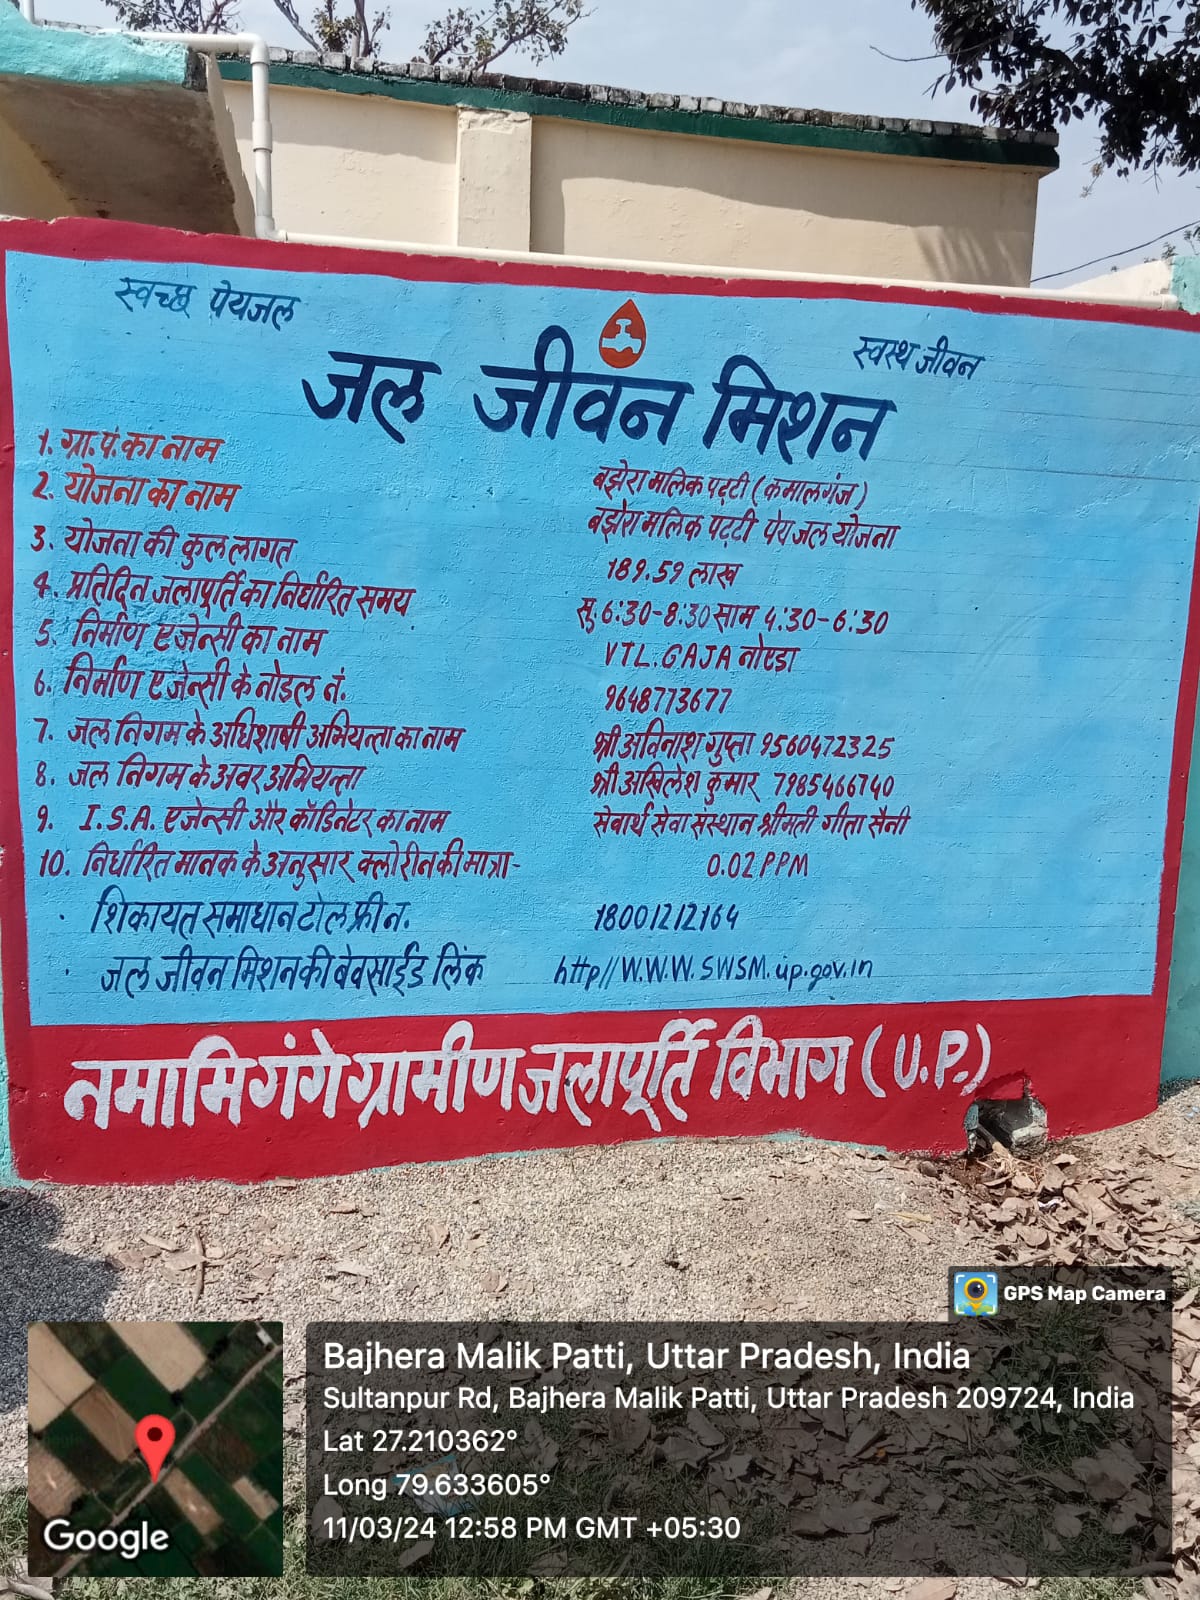 स्वच्छ पेयजल
स्वस्थ जीवन
जल जीवन मिशन
1. ग्रा.पं. का नाम बझेरा मलिक पट्टी (कमालगंज)
2. योजना का नाम बझेरा मलिक पट्टी पेय जल योजना
3. योजना की कुल लागत 189.59 लाख
4. प्रतिदिन जलापूर्ति का निर्धारित समय सु. 6:30-8:30 साम 4:30-6:30
5. निर्माण एजेन्सी का नाम VTL.GAJA नोएडा
6. निर्माण एजेन्सी के नोडल नं. 9648773677
7. जल निगम के अधिशाषी अभियन्ता का नाम श्री अविनाश गुप्ता 9560472325
8. जल निगम के अवर अभियन्ता श्री अखिलेश कुमार 7985466740
9. I.S.A. एजेन्सी और कॉडिनेटर का नाम सेवार्थ सेवा संस्थान श्रीमती गीता सैनी
10. निर्धारित मानक के अनुसार क्लोरीन की मात्रा- 0.02 PPM
· शिकायत समाधान टोल फ्री न. 18001212164
· जल जीवन मिशन की बेवसाईड लिंक http//W.W.W.SWSM.up.gov.in
नमामि गंगे ग्रामीण जलापूर्ति विभाग (U.P.)
GPS Map Camera
Bajhera Malik Patti, Uttar Pradesh, India
Sultanpur Rd, Bajhera Malik Patti, Uttar Pradesh 209724, India
Lat 27.210362°
Long 79.633605°
11/03/24 12:58 PM GMT +05:30
Google